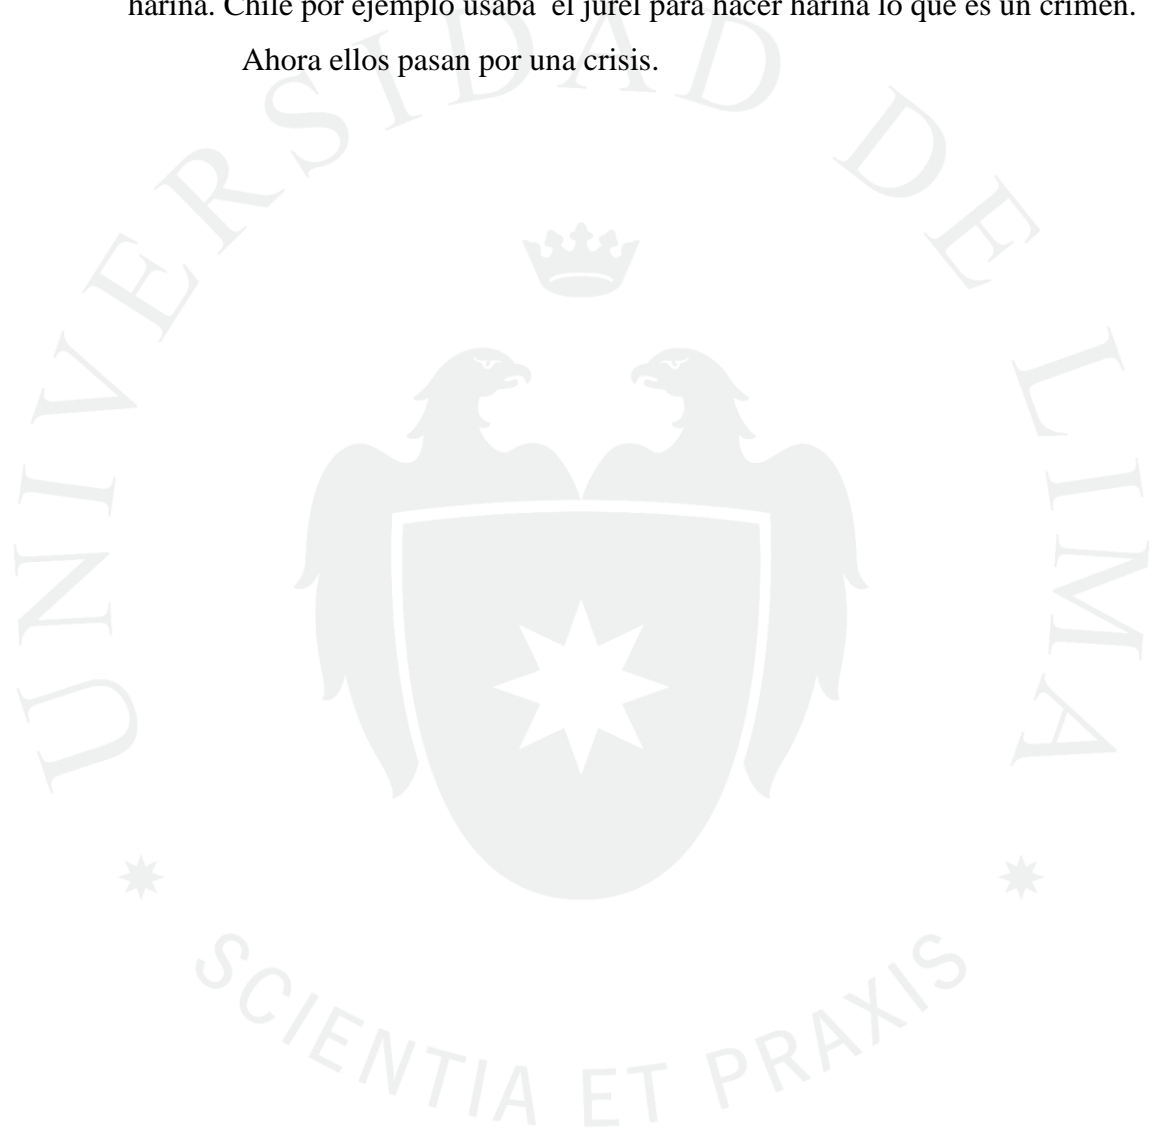 harina. Chile por ejemplo usaba  el jurel para hacer harina lo que es un crimen.
Ahora ellos pasan por una crisis.
UNIVERSIDAD DE LIMA
SCIENTIA ET PRAXIS